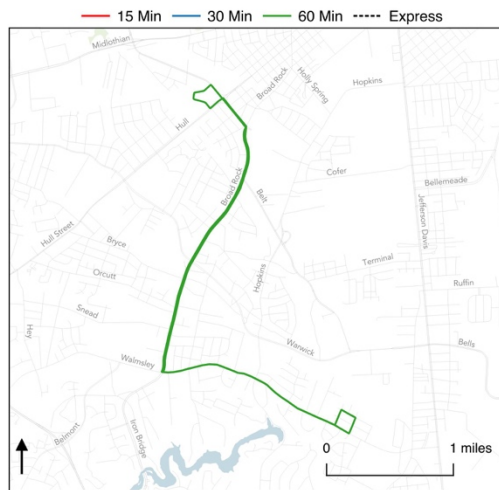 15 Min 30 Min 60 Min Express
Midlothian
Broad Rock
Holly Spring
Hopkins
Hull
Cofer
Bellemeade
Broad Rock
Belt
Jefferson Davis
Hull Street
Bryce
Terminal
Orcutt
Hopkins
Ruffin
Snead
Hey
Warwick
Bells
Walmsley
Belmont
Iron Bridge
0 1 miles